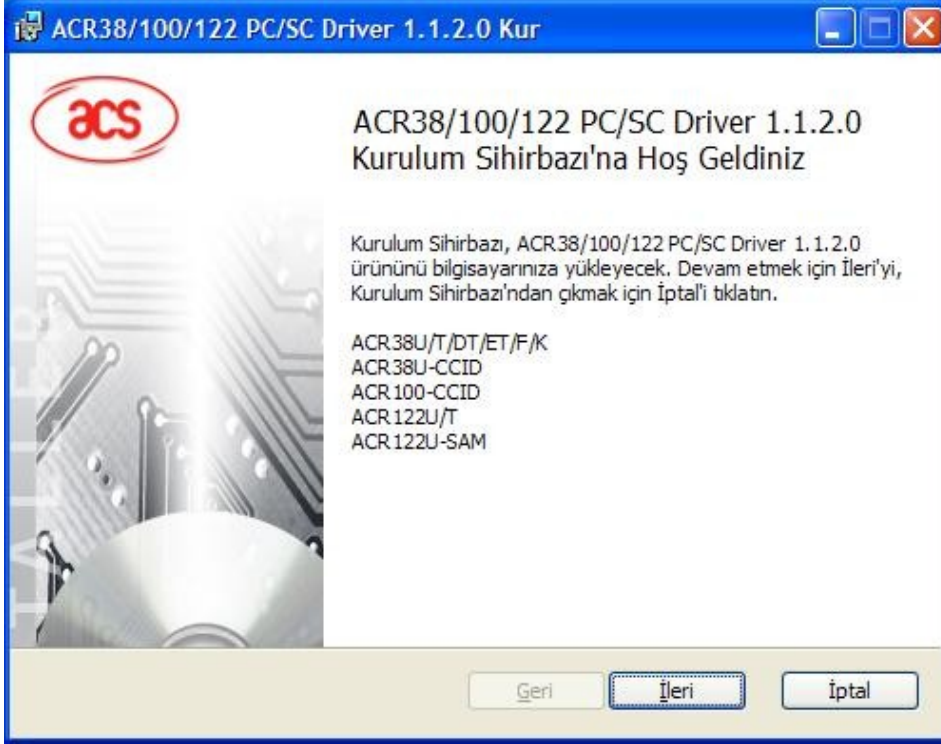 ACR38/100/122 PC/SC Driver 1.1.2.0 Kur
acs
ACR38/100/122 PC/SC Driver 1.1.2.0
Kurulum Sihirbazı'na Hoş Geldiniz
Kurulum Sihirbazı, ACR38/100/122 PC/SC Driver 1.1.2.0
ürününü bilgisayarınıza yükleyecek. Devam etmek için İleri'yi,
Kurulum Sihirbazı'ndan çıkmak için İptal'i tıklatın.
ACR38U/T/DT/ET/F/K
ACR38U-CCID
ACR100-CCID
ACR122U/T
ACR122U-SAM
Geri
İleri
İptal